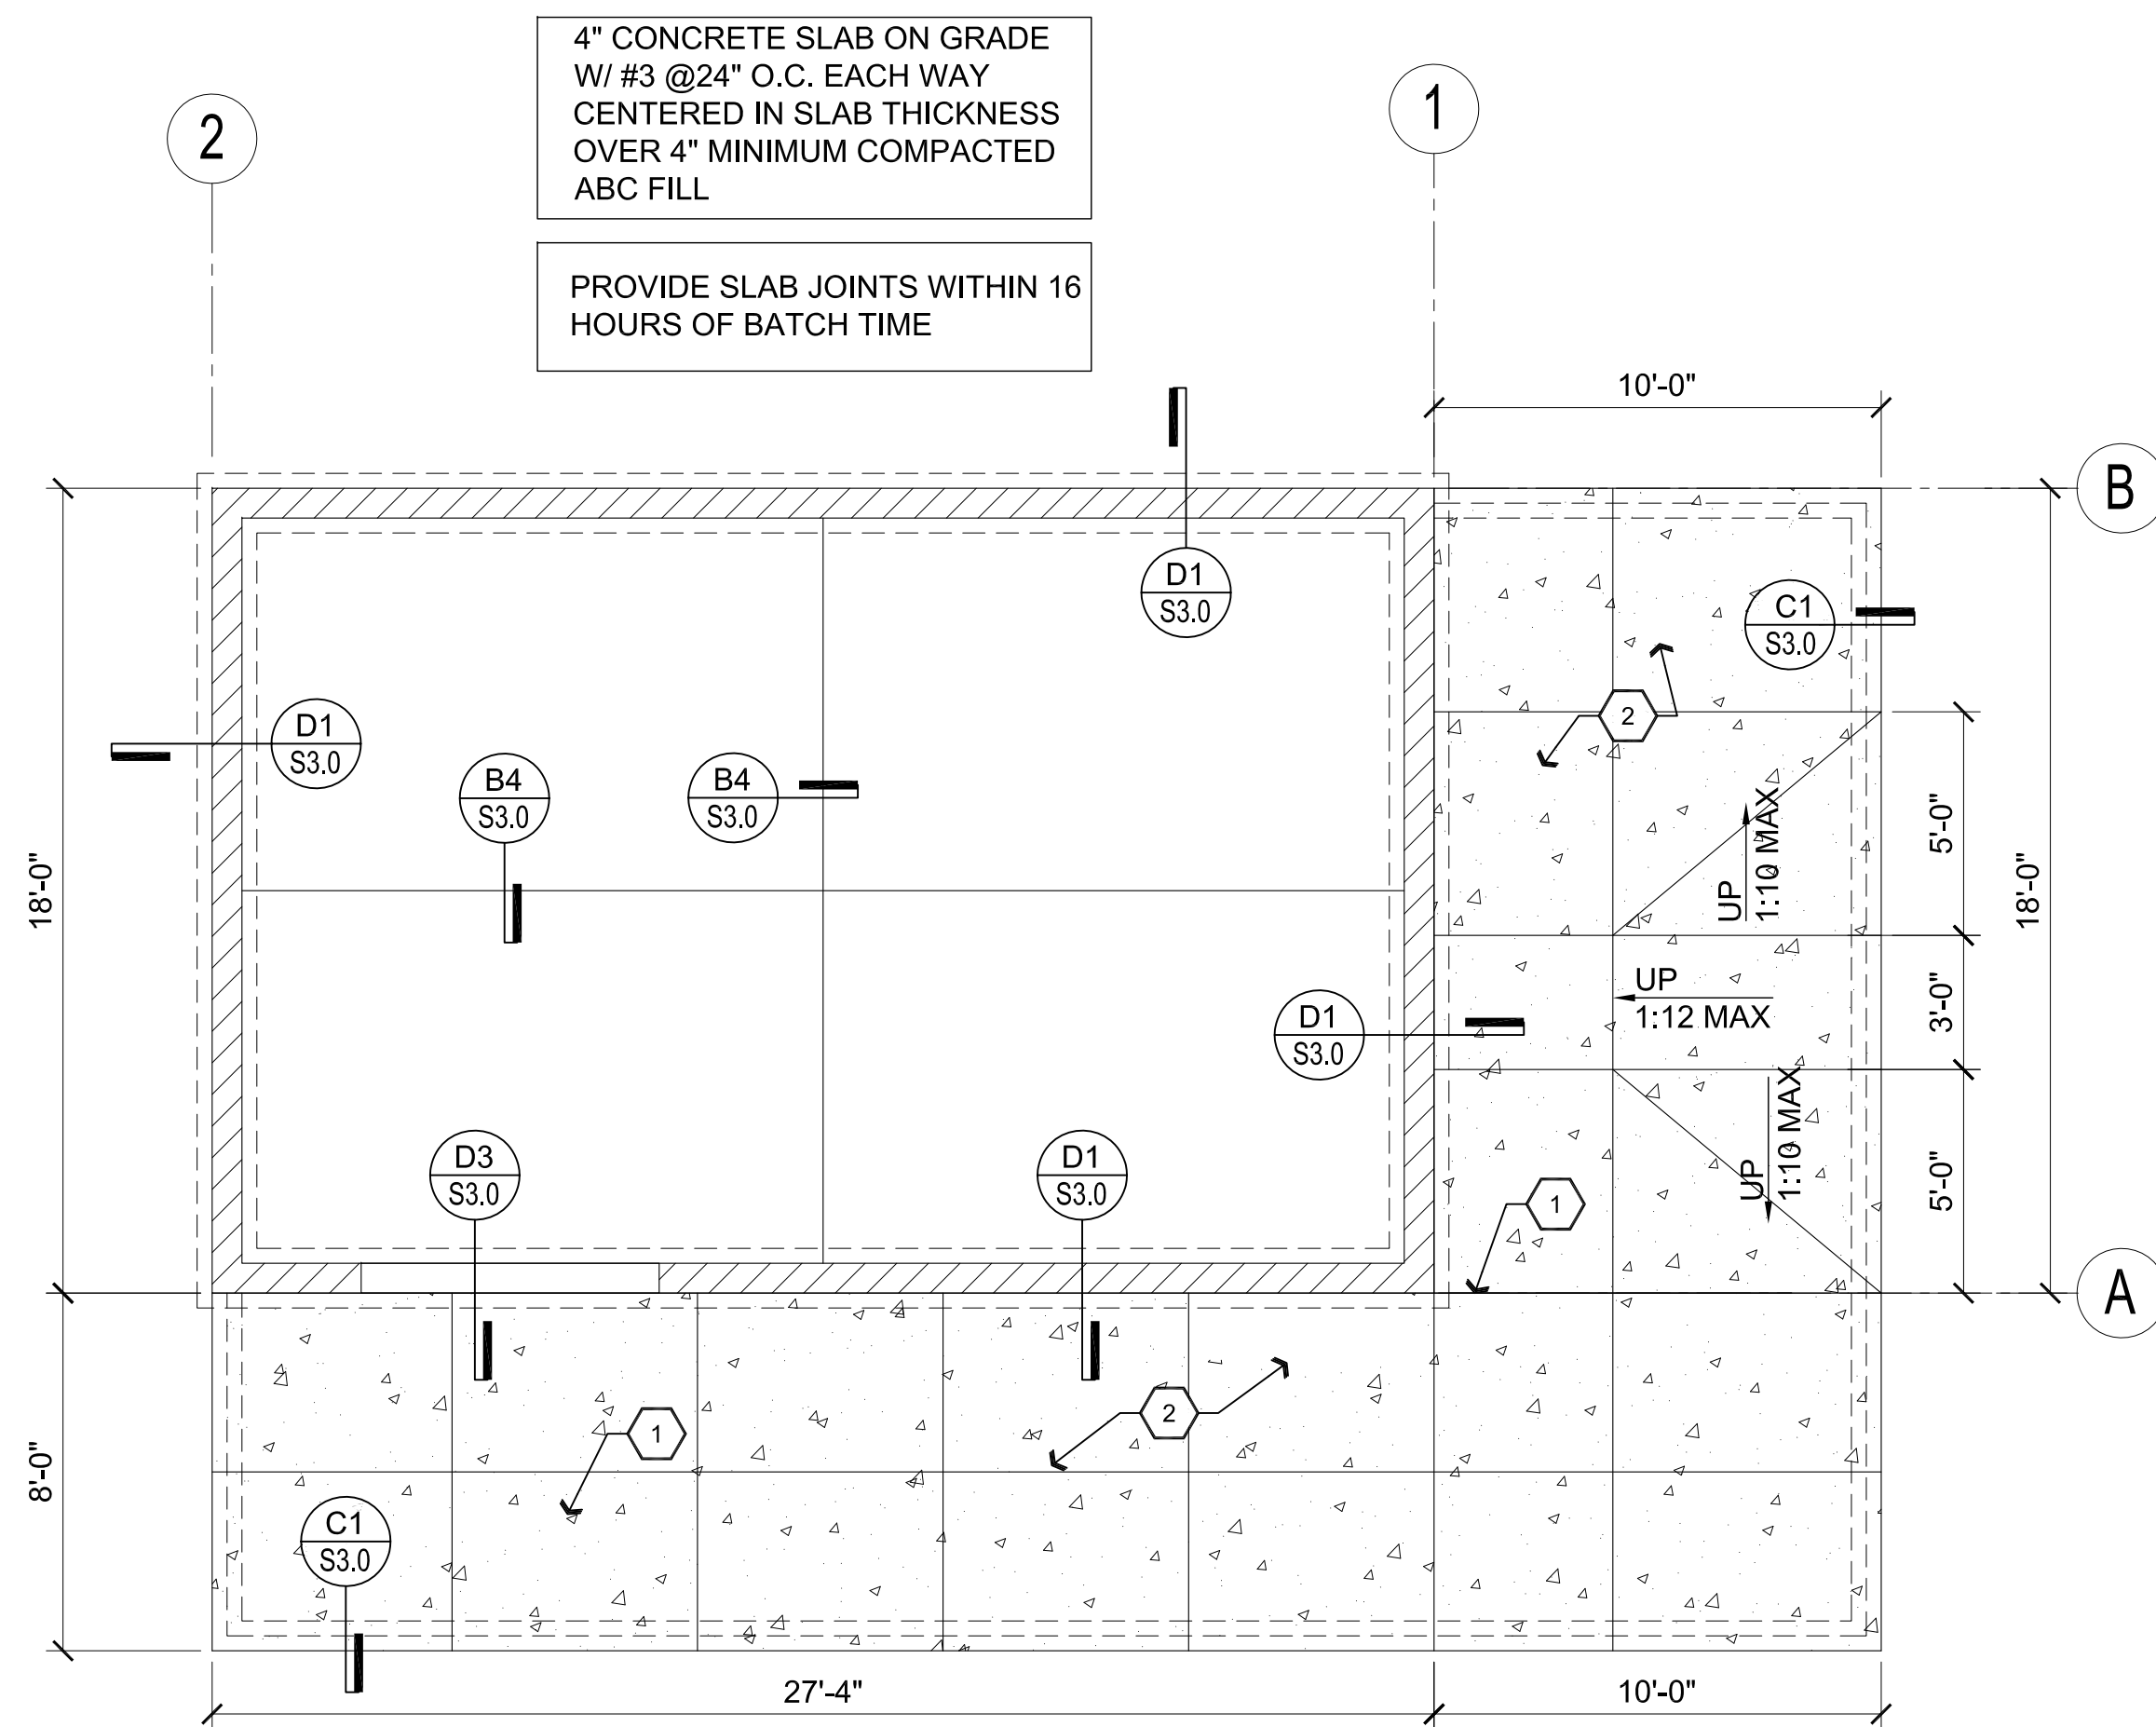 4" CONCRETE SLAB ON GRADE
W/ #3 @24" O.C. EACH WAY
CENTERED IN SLAB THICKNESS
OVER 4" MINIMUM COMPACTED
ABC FILL
2
1
PROVIDE SLAB JOINTS WITHIN 16
HOURS OF BATCH TIME
10'-0"
B
D1
S3.0
C1
S3.0
D1
S3.0
2
B4
S3.0
B4
S3.0
UP
1:10 MAX
5'-0"
18'-0"
18'-0"
UP
1:12 MAX
3'-0"
D1
S3.0
UP
1:10 MAX
5'-0"
D3
S3.0
D1
S3.0
1
A
1
2
8'-0"
C1
S3.0
27'-4"
10'-0"